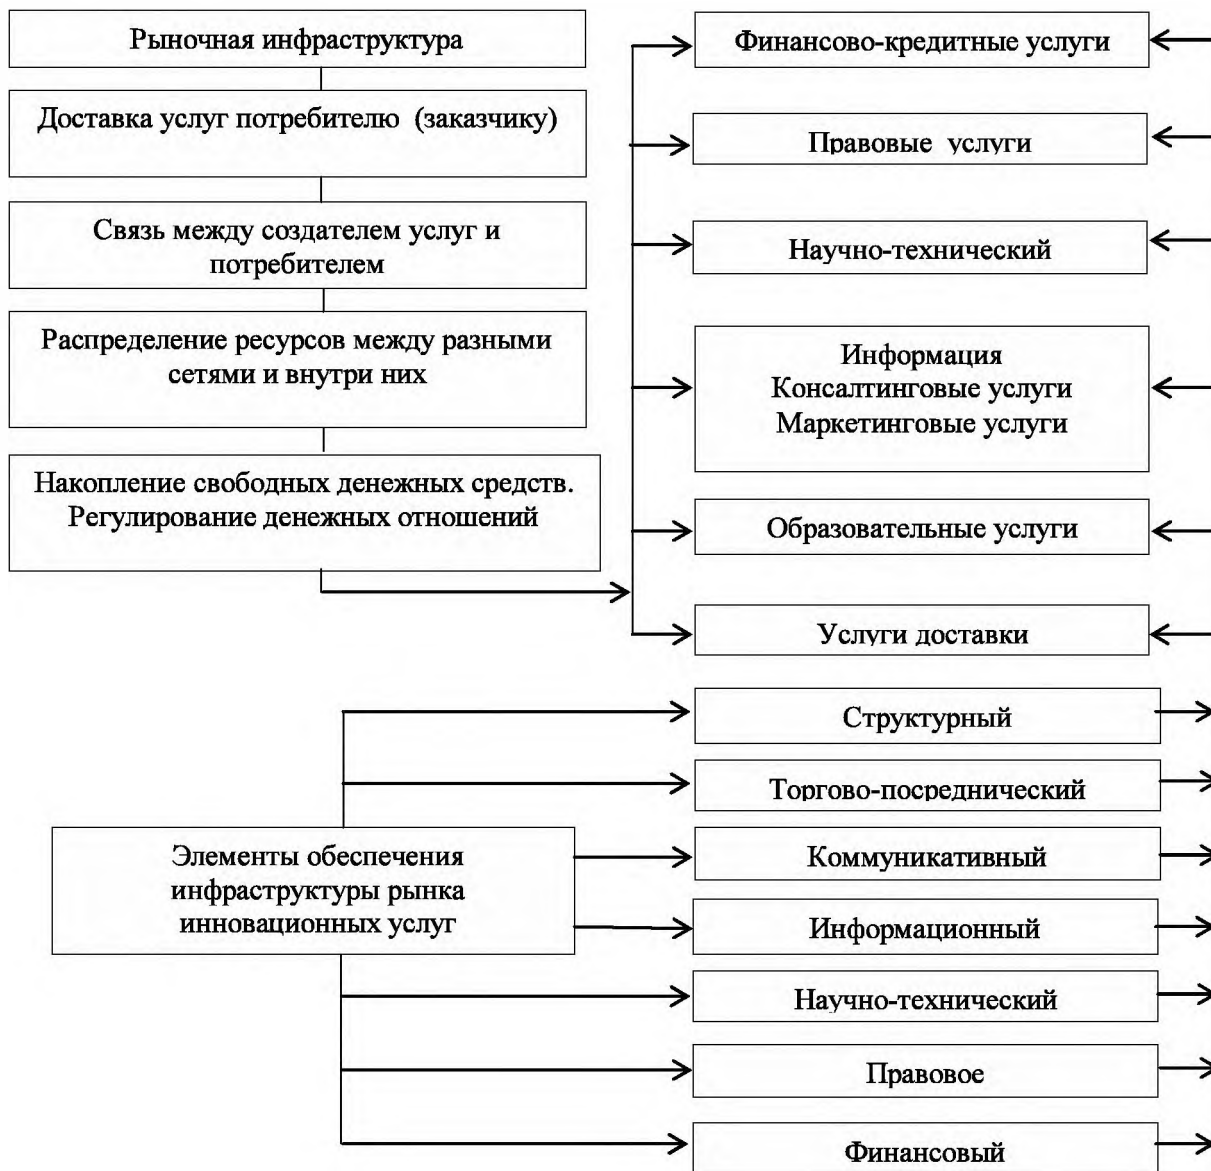 Рыночная инфраструктура
Доставка услуг потребителю (заказчику)
Связь между создателем услуг и
потребителем
Распределение ресурсов между разными
сетями и внутри них
Накопление свободных денежных средств.
Регулирование денежных отношений
Финансово-кредитные услуги
Правовые услуги
Научно-технический
Информация
Консалтинговые услуги
Маркетинговые услуги
Образовательные услуги
Услуги доставки
Элементы обеспечения
инфраструктуры рынка
инновационных услуг
Структурный
Торгово-посреднический
Коммуникативный
Информационный
Научно-технический
Правовое
Финансовый